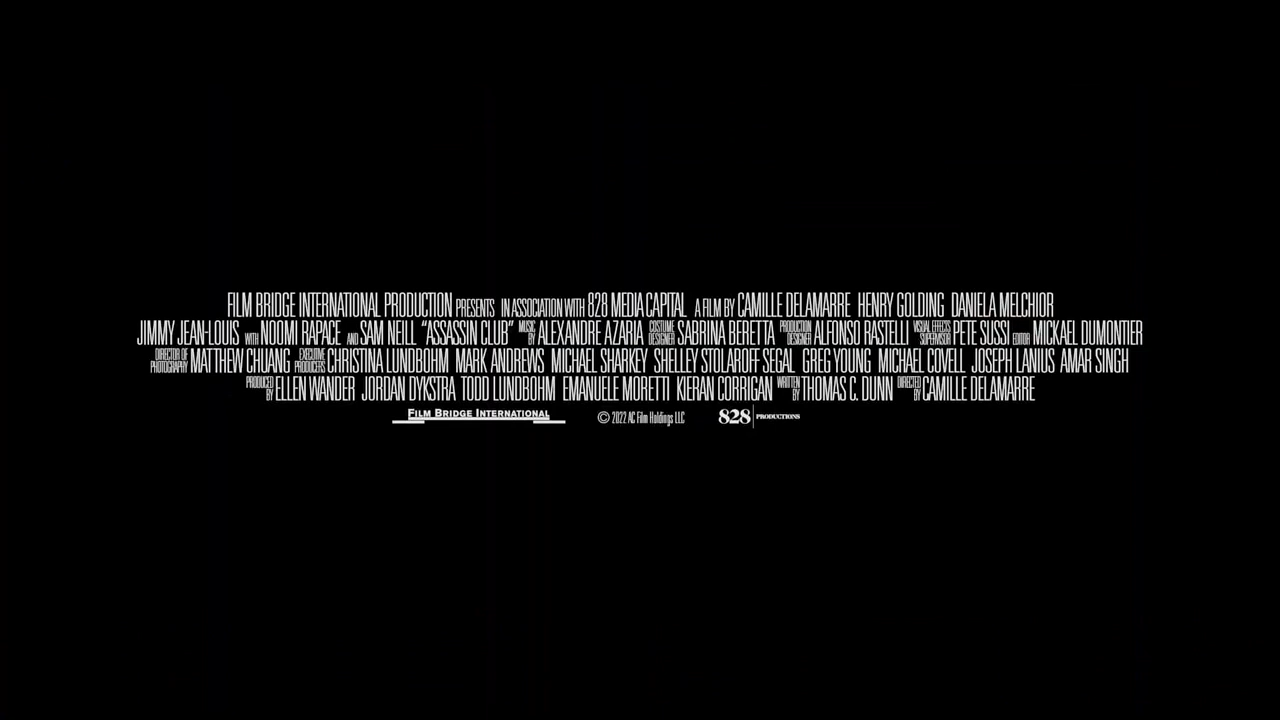 FILM BRIDGE INTERNATIONAL PRODUCTION PRESENTS IN ASSOCIATION WITH 828 MEDIA CAPITAL A FILM BY CAMILLE DELAMARRE HENRY GOLDING DANIELA MELCHIOR
JIMMY JEAN-LOUIS WITH NOOMI RAPACE AND SAM NEILL “ASSASSIN CLUB” MUSIC BY ALEXANDRE AZARIA COSTUME DESIGNER SABRINA BERETTA PRODUCTION DESIGNER ALFONSO RASTELLI VISUAL EFFECTS SUPERVISOR PETE SUSSI EDITOR MICKAEL DUMONTIER
DIRECTOR OF PHOTOGRAPHY MATTHEW CHUANG EXECUTIVE PRODUCERS CHRISTINA LUNDBOHM MARK ANDREWS MICHAEL SHARKEY SHELLEY STOLAROFF SEGAL GREG YOUNG MICHAEL COVELL JOSEPH LANIUS AMAR SINGH
PRODUCED BY ELLEN WANDER JORDAN DYKSTRA TODD LUNDBOHM EMANUELE MORETTI KIERAN CORRIGAN WRITTEN BY THOMAS C. DUNN DIRECTED BY CAMILLE DELAMARRE
FILM BRIDGE INTERNATIONAL © 2022 AC Film Holdings LLC 828 PRODUCTIONS